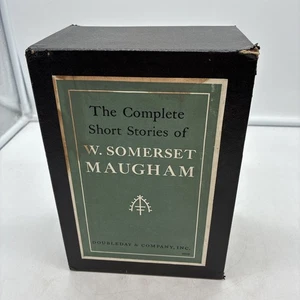 The Complete
Short Stories of
W. SOMERSET
MAUGHAM
DOUBLEDAY & COMPANY, INC.